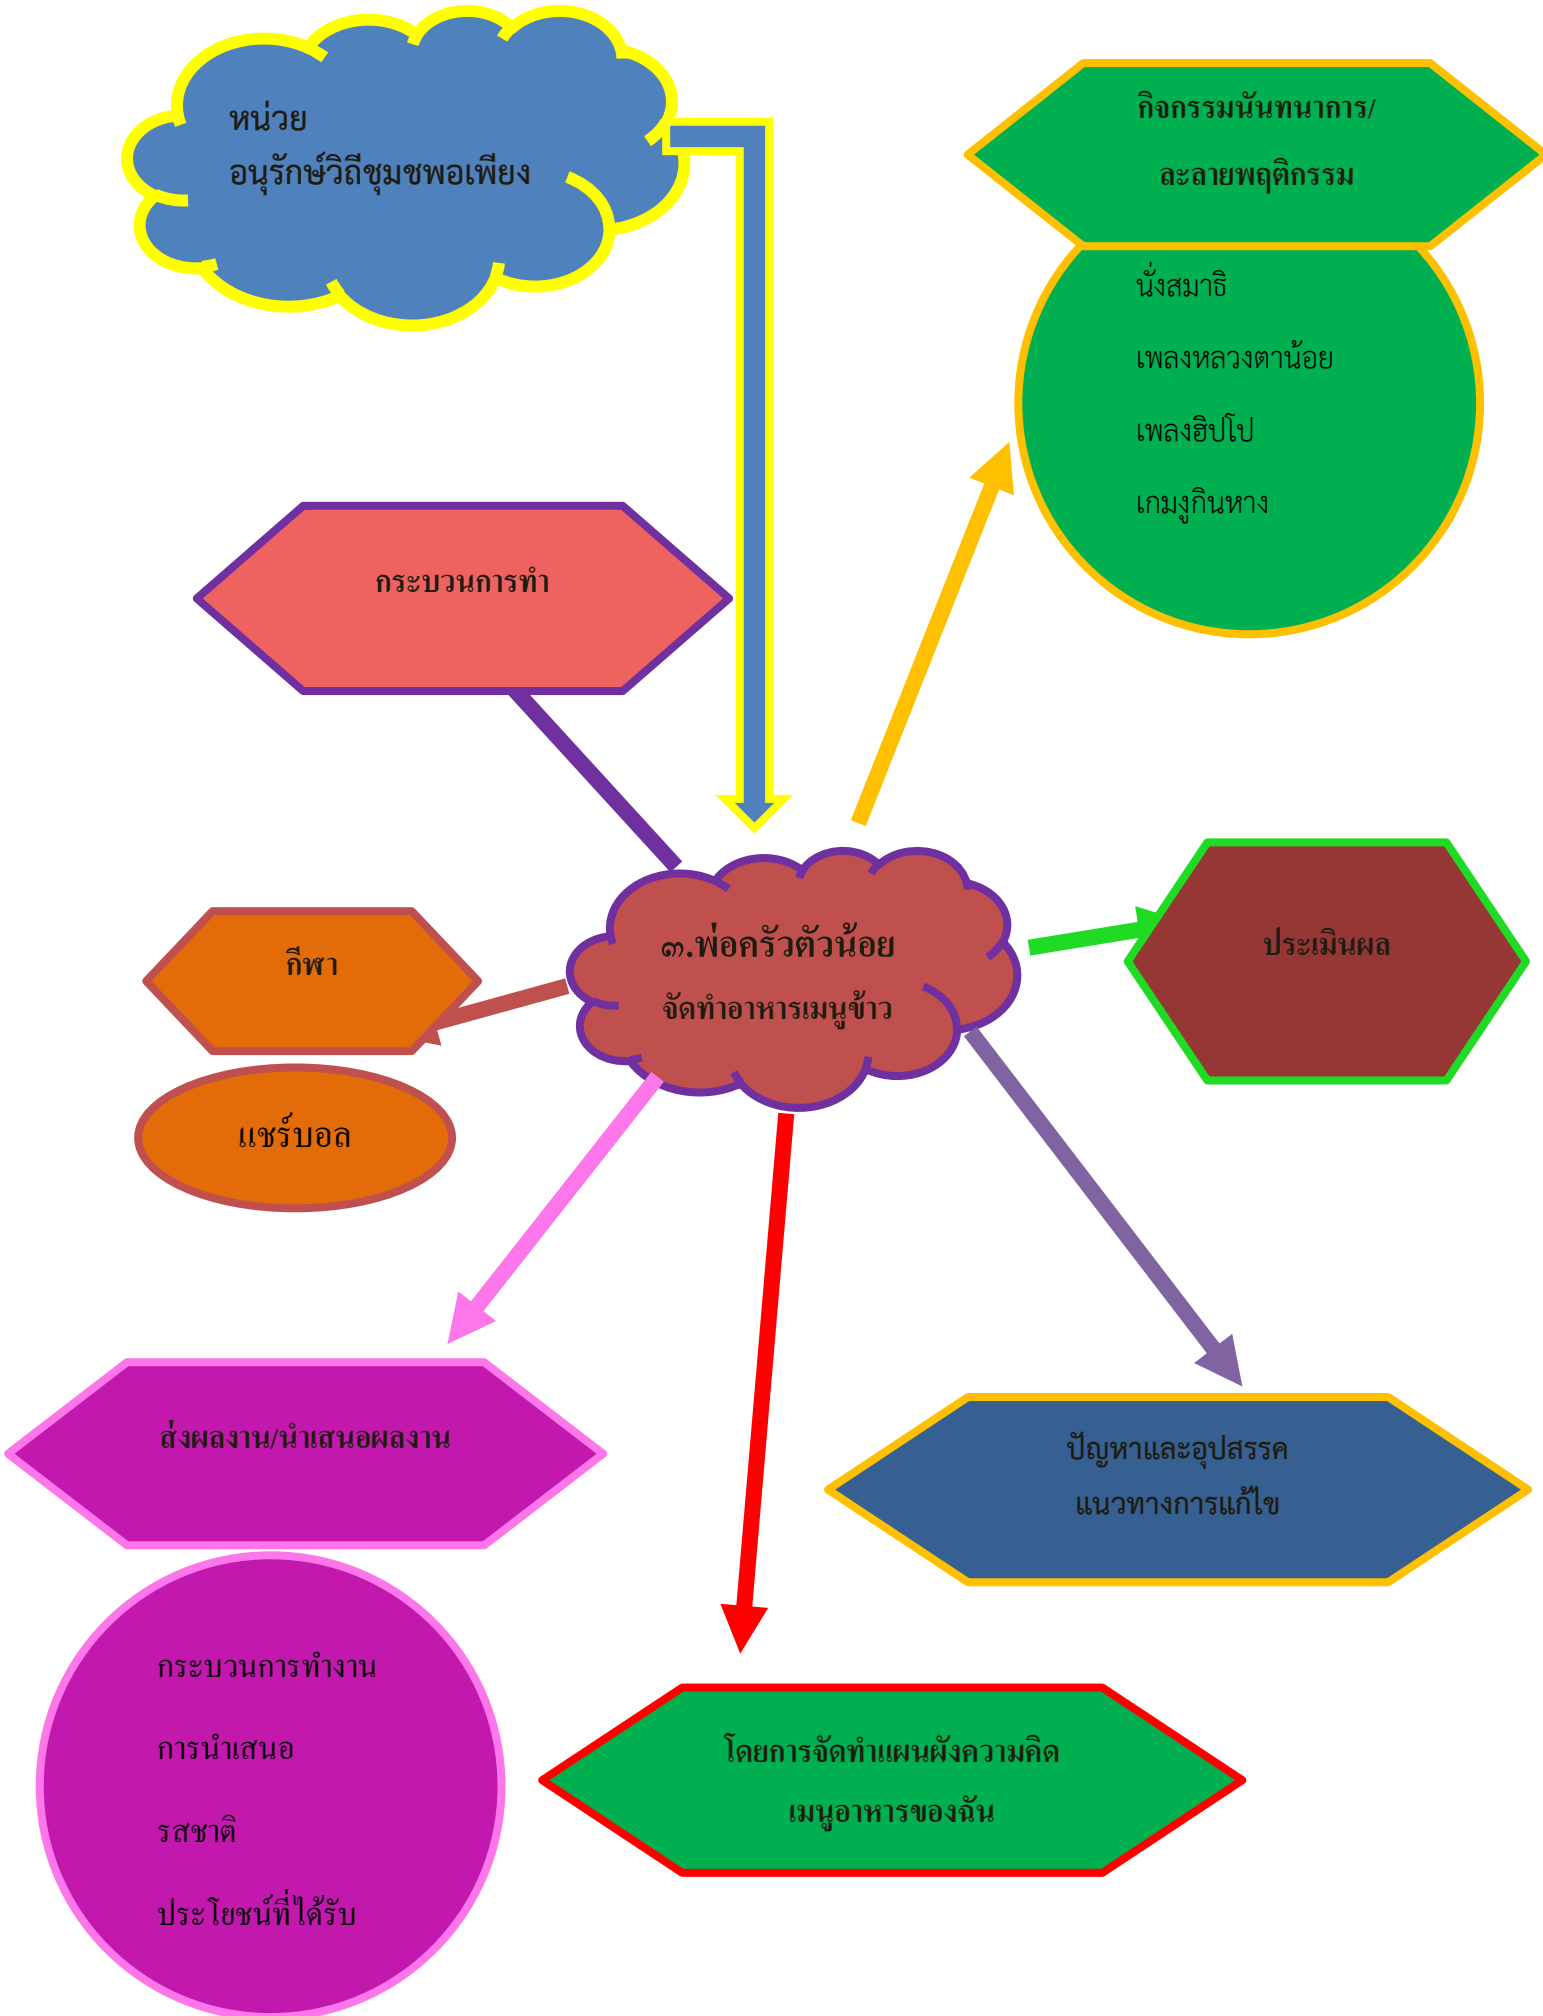 หน่วย
อนุรักษ์วิถีชุมชพอเพียง
กิจกรรมนันทนาการ/
ละลายพฤติกรรม
นั่งสมาธิ
เพลงหลวงตาน้อย
เพลงฮิปโป
เกมงูกินหาง
กระบวนการทำ
๓.พ่อครัวตัวน้อย
จัดทำอาหารเมนูข้าว
ประเมินผล
กีฬา
แชร์บอล
ส่งผลงาน/นำเสนอผลงาน
กระบวนการทำงาน
การนำเสนอ
รสชาติ
ประโยชน์ที่ได้รับ
ปัญหาและอุปสรรค
แนวทางการแก้ไข
โดยการจัดทำแผนผังความคิด
เมนูอาหารของฉัน